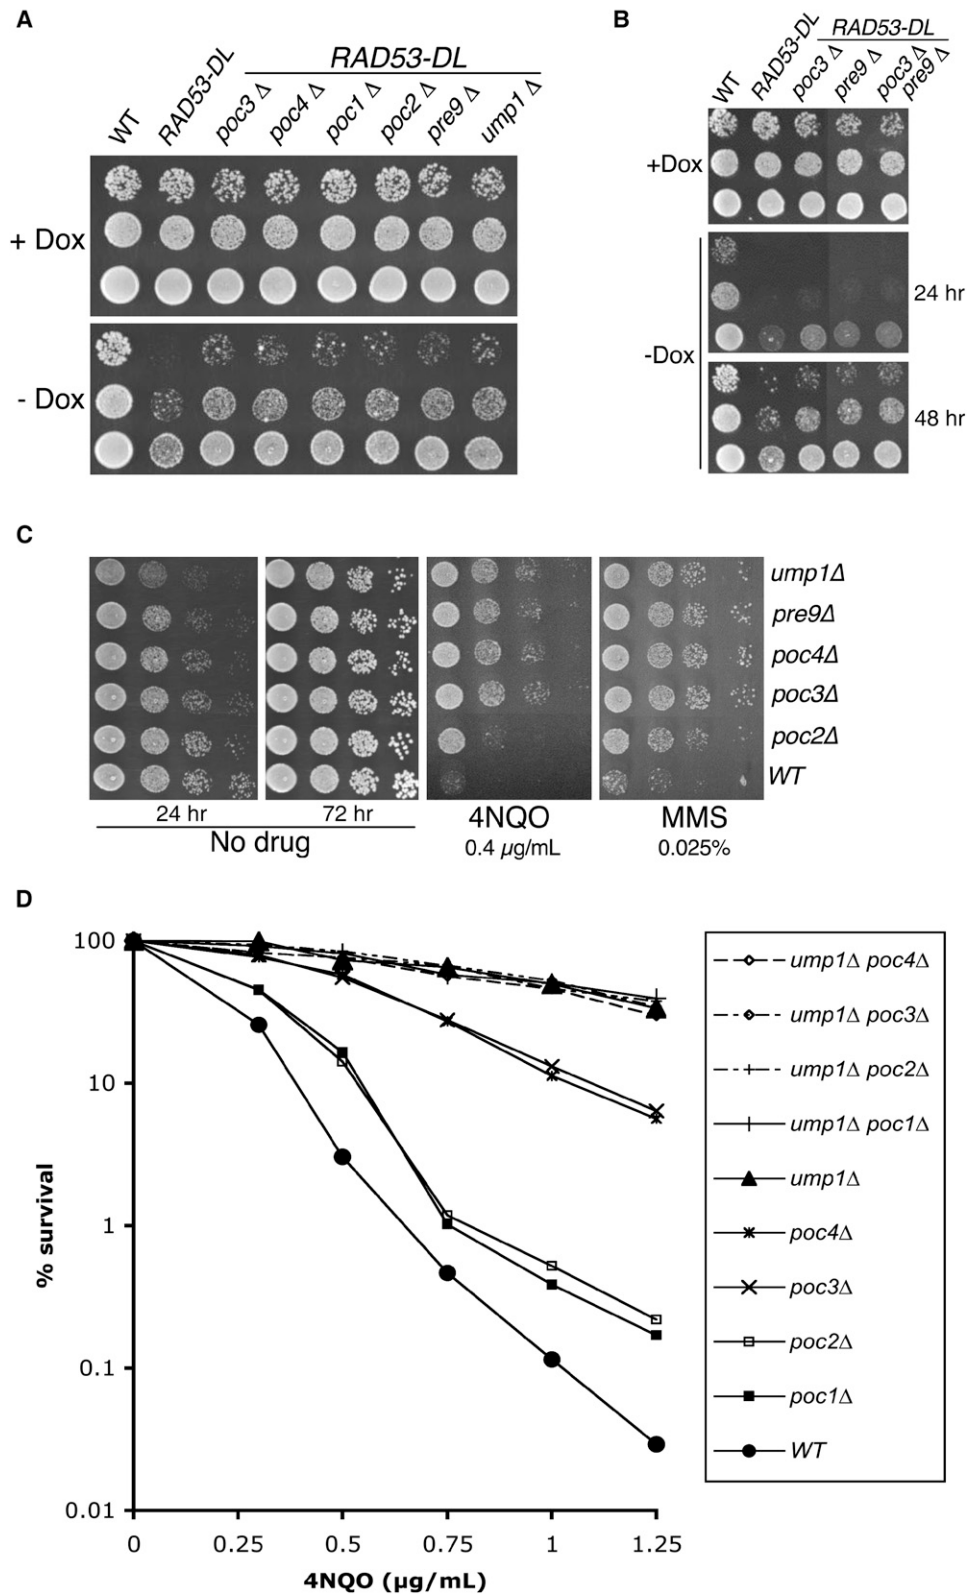 A
RAD53-DL
WT
RAD53-DL
poc3 Δ
poc4 Δ
poc1 Δ
poc2 Δ
pre9 Δ
ump1 Δ
+ Dox
- Dox
B
RAD53-DL
WT
RAD53-DL
poc3 Δ
pre9 Δ
poc3 Δ
pre9 Δ
+Dox
24 hr
-Dox
48 hr
C
ump1Δ
pre9Δ
poc4Δ
poc3Δ
poc2Δ
WT
24 hr
72 hr
No drug
4NQO
0.4 µg/mL
MMS
0.025%
D
100
10
1
0.1
0.01
% survival
0
0.25
0.5
0.75
1
1.25
4NQO (µg/mL)
ump1Δ poc4Δ
ump1Δ poc3Δ
ump1Δ poc2Δ
ump1Δ poc1Δ
ump1Δ
poc4Δ
poc3Δ
poc2Δ
poc1Δ
WT